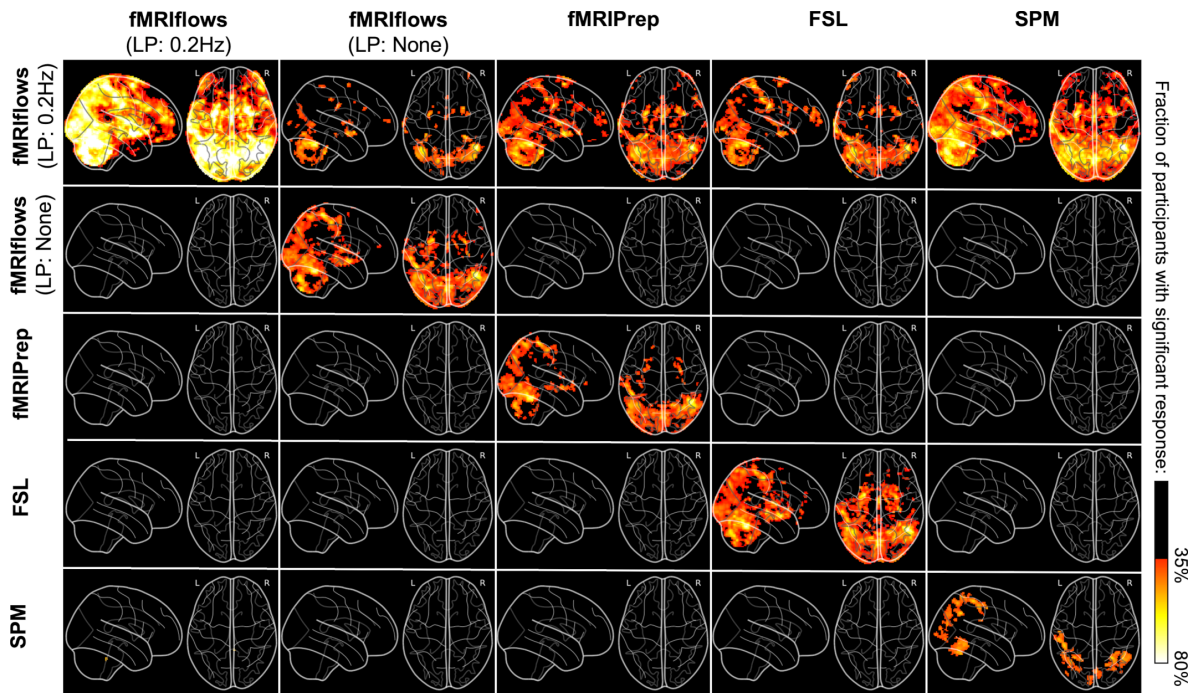 fMRIflows
(LP: 0.2Hz)
fMRIflows
(LP: None)
fMRIPrep
FSL
SPM
fMRIflows
(LP: 0.2Hz)
L R
L R
L R
L R
L R
fMRIflows
(LP: None)
L R
L R
L R
L R
L R
fMRIPrep
L R
L R
L R
L R
L R
FSL
L R
L R
L R
L R
L R
SPM
L R
L R
L R
L R
L R
Fraction of participants with significant response:
35%
80%